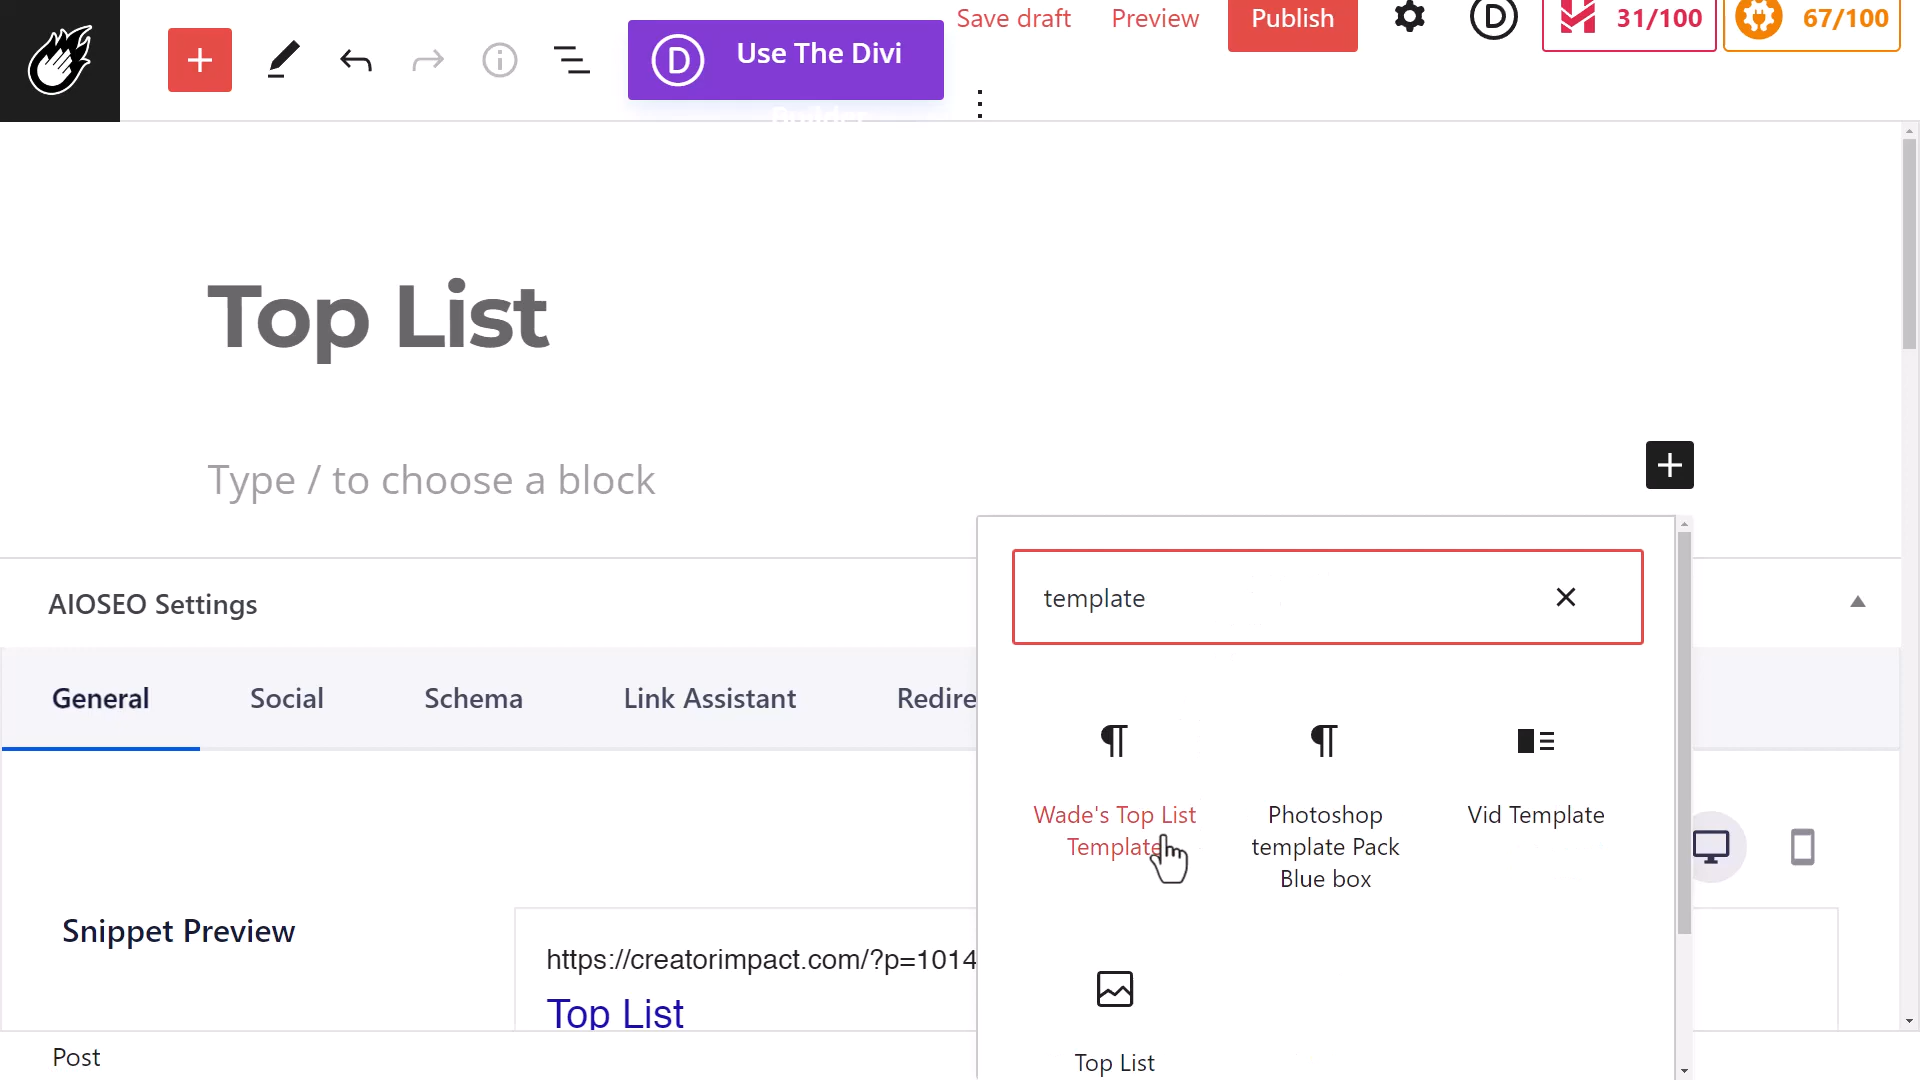 Save draft
Preview
Publish
D
31/100
67/100
D
Use The Divi
Builder
Top List
Type / to choose a block
AIOSEO Settings
template
General
Social
Schema
Link Assistant
Redire
Wade's Top List
Template
Photoshop
template Pack
Blue box
Vid Template
Snippet Preview
https://creatorimpact.com/?p=1014
Top List
Top List
Post